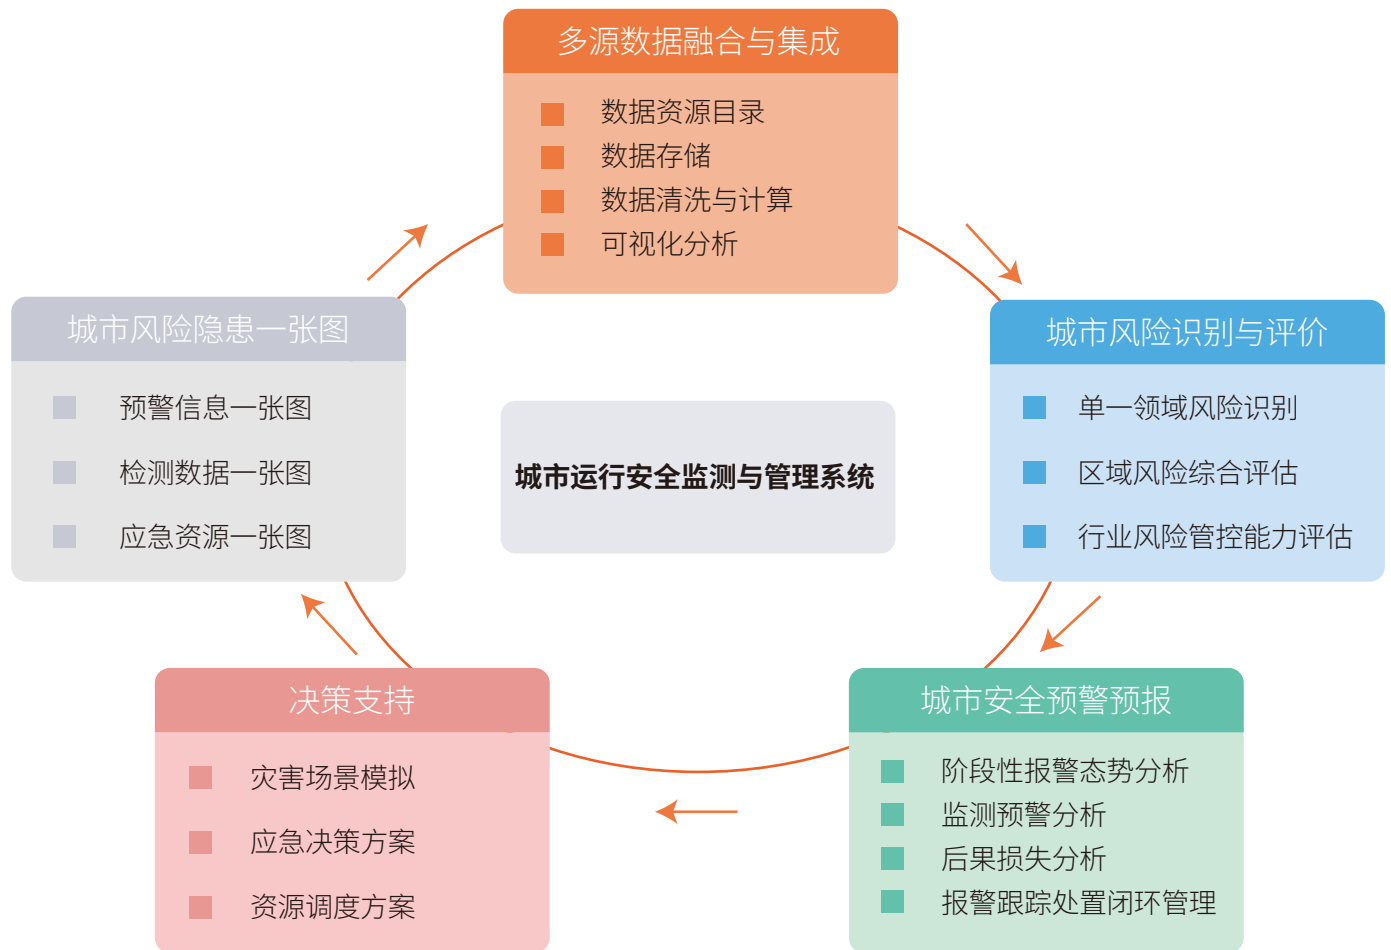 多源数据融合与集成
数据资源目录
数据存储
数据清洗与计算
可视化分析
城市风险隐患一张图
预警信息一张图
检测数据一张图
应急资源一张图
城市运行安全监测与管理系统
城市风险识别与评价
单一领域风险识别
区域风险综合评估
行业风险管控能力评估
决策支持
灾害场景模拟
应急决策方案
资源调度方案
城市安全预警预报
阶段性报警态势分析
监测预警分析
后果损失分析
报警跟踪处置闭环管理